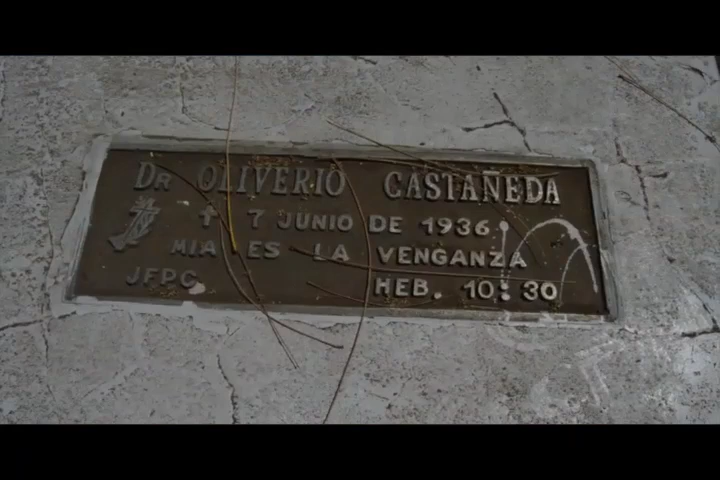 DR OLIVERIO CASTAÑEDA
✝ 7 JUNIO DE 1936.
MIA ES LA VENGANZA
JFPC HEB. 10:30